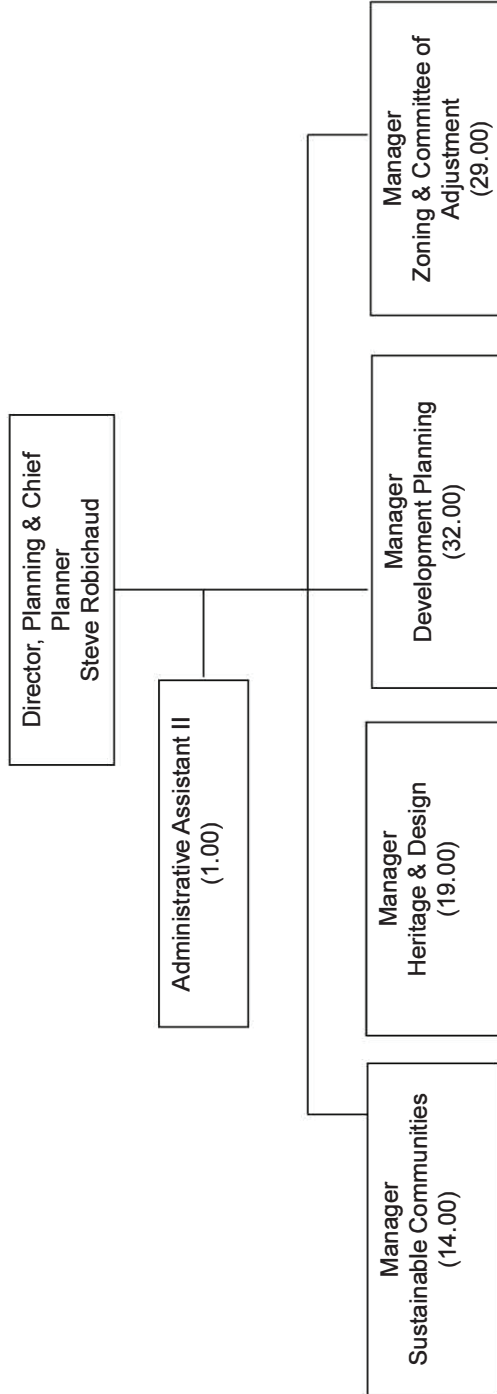 Director, Planning & Chief
Planner
Steve Robichaud
Administrative Assistant II
(1.00)
Manager
Sustainable Communities
(14.00)
Manager
Heritage & Design
(19.00)
Manager
Development Planning
(32.00)
Manager
Zoning & Committee of
Adjustment
(29.00)